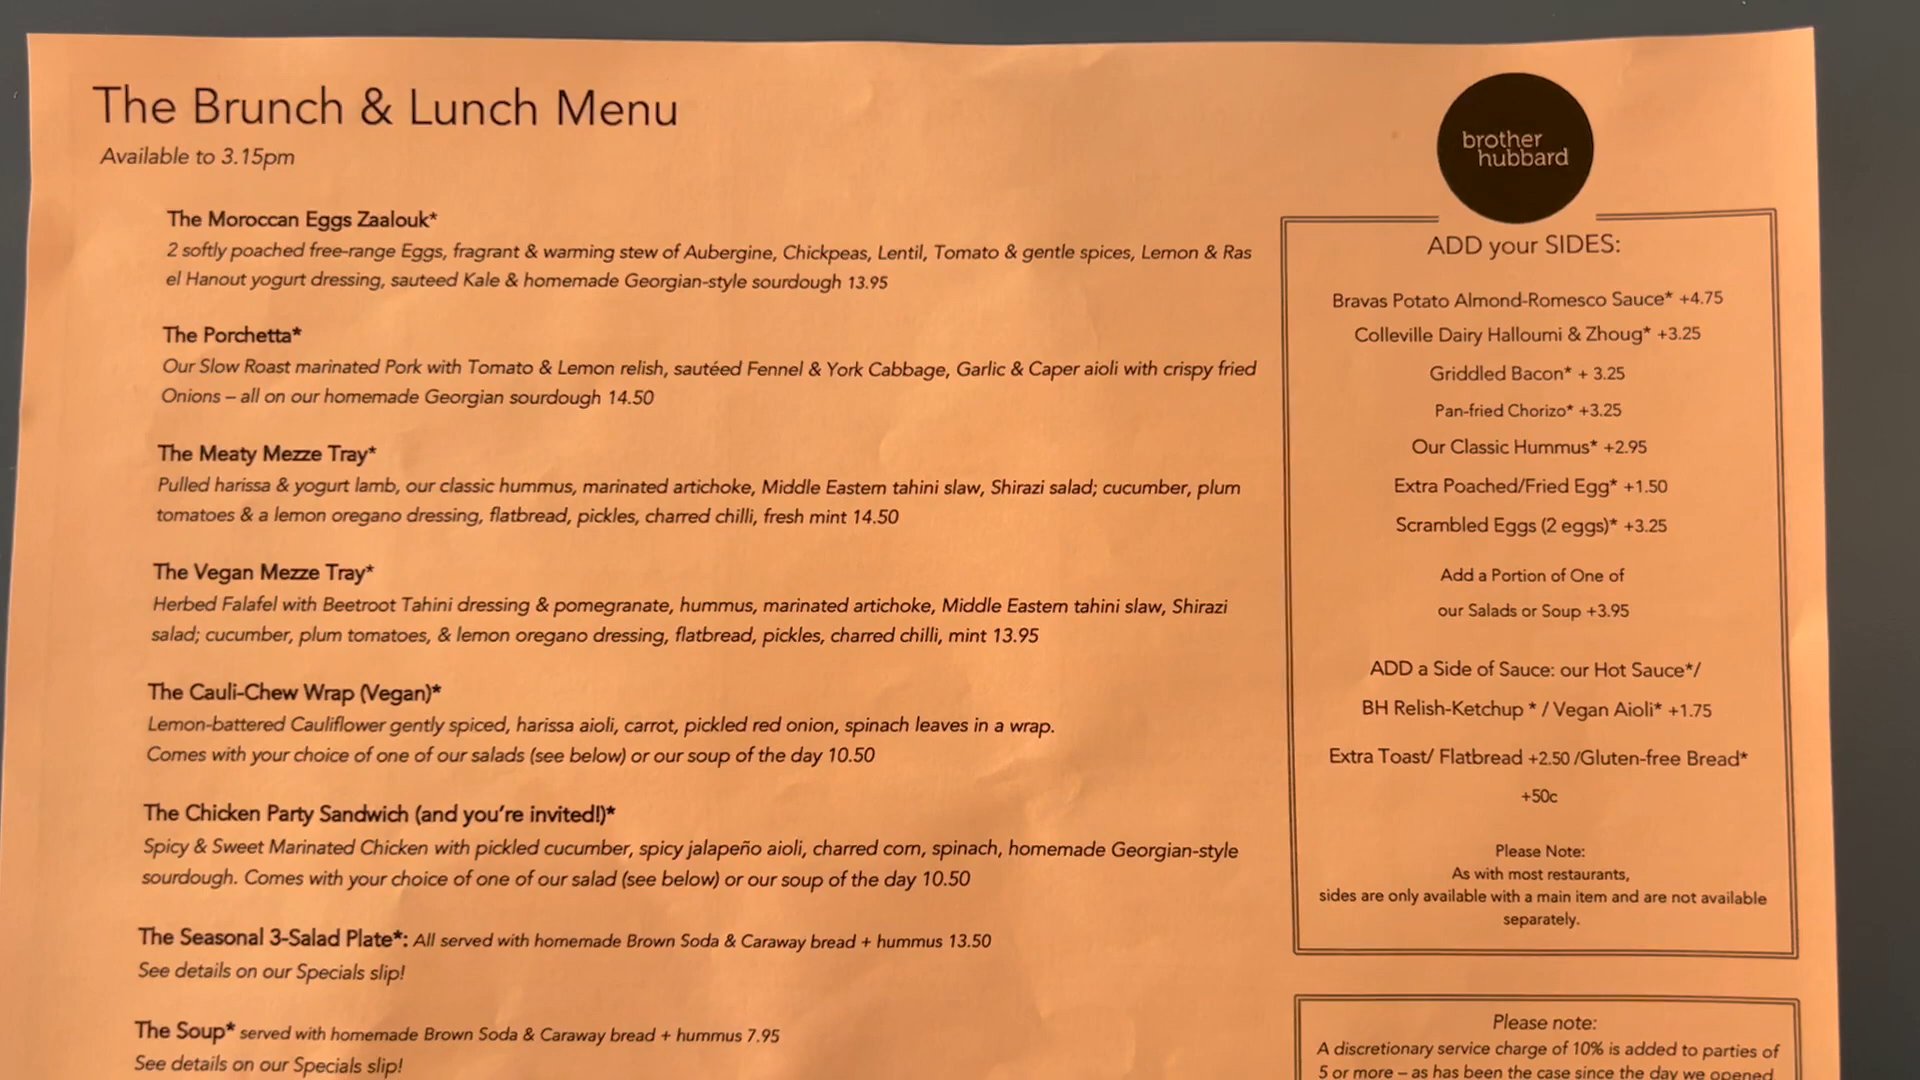 The Brunch & Lunch Menu
Available to 3.15pm
The Moroccan Eggs Zaalouk*
2 softly poached free-range Eggs, fragrant & warming stew of Aubergine, Chickpeas, Lentil, Tomato & gentle spices, Lemon & Ras
el Hanout yogurt dressing, sauteed Kale & homemade Georgian-style sourdough 13.95
The Porchetta*
Our Slow Roast marinated Pork with Tomato & Lemon relish, sautéed Fennel & York Cabbage, Garlic & Caper aioli with crispy fried
Onions – all on our homemade Georgian sourdough 14.50
The Meaty Mezze Tray*
Pulled harissa & yogurt lamb, our classic hummus, marinated artichoke, Middle Eastern tahini slaw, Shirazi salad; cucumber, plum
tomatoes & a lemon oregano dressing, flatbread, pickles, charred chilli, fresh mint 14.50
The Vegan Mezze Tray*
Herbed Falafel with Beetroot Tahini dressing & pomegranate, hummus, marinated artichoke, Middle Eastern tahini slaw, Shirazi
salad; cucumber, plum tomatoes, & lemon oregano dressing, flatbread, pickles, charred chilli, mint 13.95
The Cauli-Chew Wrap (Vegan)*
Lemon-battered Cauliflower gently spiced, harissa aioli, carrot, pickled red onion, spinach leaves in a wrap.
Comes with your choice of one of our salads (see below) or our soup of the day 10.50
The Chicken Party Sandwich (and you're invited!)*
Spicy & Sweet Marinated Chicken with pickled cucumber, spicy jalapeño aioli, charred corn, spinach, homemade Georgian-style
sourdough. Comes with your choice of one of our salad (see below) or our soup of the day 10.50
The Seasonal 3-Salad Plate*: All served with homemade Brown Soda & Caraway bread + hummus 13.50
See details on our Specials slip!
The Soup* served with homemade Brown Soda & Caraway bread + hummus 7.95
See details on our Specials slip!
brother
hubbard
ADD your SIDES:
Bravas Potato Almond-Romesco Sauce* +4.75
Colleville Dairy Halloumi & Zhoug* +3.25
Griddled Bacon* + 3.25
Pan-fried Chorizo* +3.25
Our Classic Hummus* +2.95
Extra Poached/Fried Egg* +1.50
Scrambled Eggs (2 eggs)* +3.25
Add a Portion of One of
our Salads or Soup +3.95
ADD a Side of Sauce: our Hot Sauce*/
BH Relish-Ketchup * / Vegan Aioli* +1.75
Extra Toast/ Flatbread +2.50 /Gluten-free Bread*
+50c
Please Note:
As with most restaurants,
sides are only available with a main item and are not available
separately.
Please note:
A discretionary service charge of 10% is added to parties of
5 or more – as has been the case since the day we opened